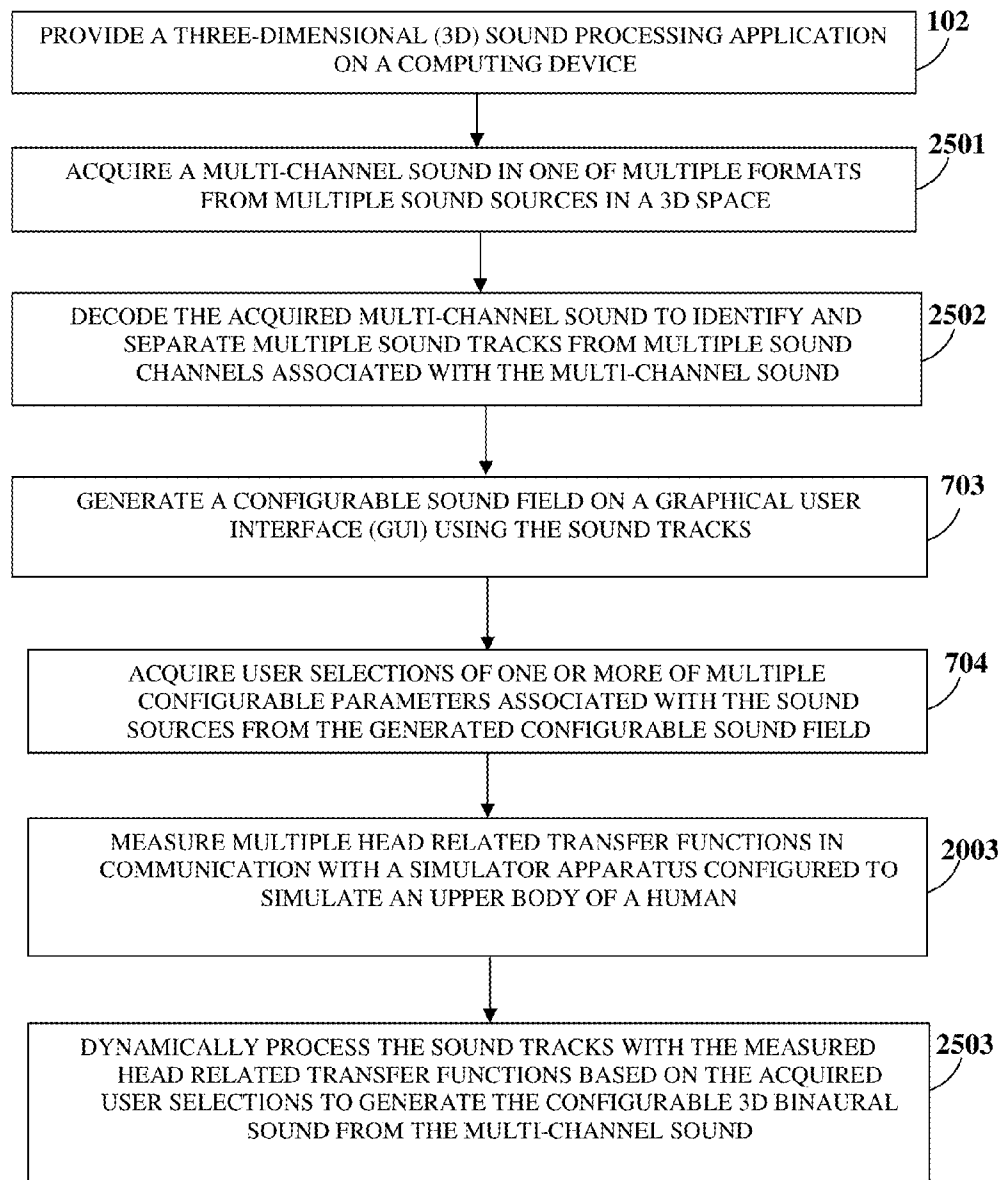 PROVIDE A THREE-DIMENSIONAL (3D) SOUND PROCESSING APPLICATION
ON A COMPUTING DEVICE
102
ACQUIRE A MULTI-CHANNEL SOUND IN ONE OF MULTIPLE FORMATS
FROM MULTIPLE SOUND SOURCES IN A 3D SPACE
2501
DECODE THE ACQUIRED MULTI-CHANNEL SOUND TO IDENTIFY AND
SEPARATE MULTIPLE SOUND TRACKS FROM MULTIPLE SOUND
CHANNELS ASSOCIATED WITH THE MULTI-CHANNEL SOUND
2502
GENERATE A CONFIGURABLE SOUND FIELD ON A GRAPHICAL USER
INTERFACE (GUI) USING THE SOUND TRACKS
703
ACQUIRE USER SELECTIONS OF ONE OR MORE OF MULTIPLE
CONFIGURABLE PARAMETERS ASSOCIATED WITH THE SOUND
SOURCES FROM THE GENERATED CONFIGURABLE SOUND FIELD
704
MEASURE MULTIPLE HEAD RELATED TRANSFER FUNCTIONS IN
COMMUNICATION WITH A SIMULATOR APPARATUS CONFIGURED TO
SIMULATE AN UPPER BODY OF A HUMAN
2003
DYNAMICALLY PROCESS THE SOUND TRACKS WITH THE MEASURED
HEAD RELATED TRANSFER FUNCTIONS BASED ON THE ACQUIRED
USER SELECTIONS TO GENERATE THE CONFIGURABLE 3D BINAURAL
SOUND FROM THE MULTI-CHANNEL SOUND
2503